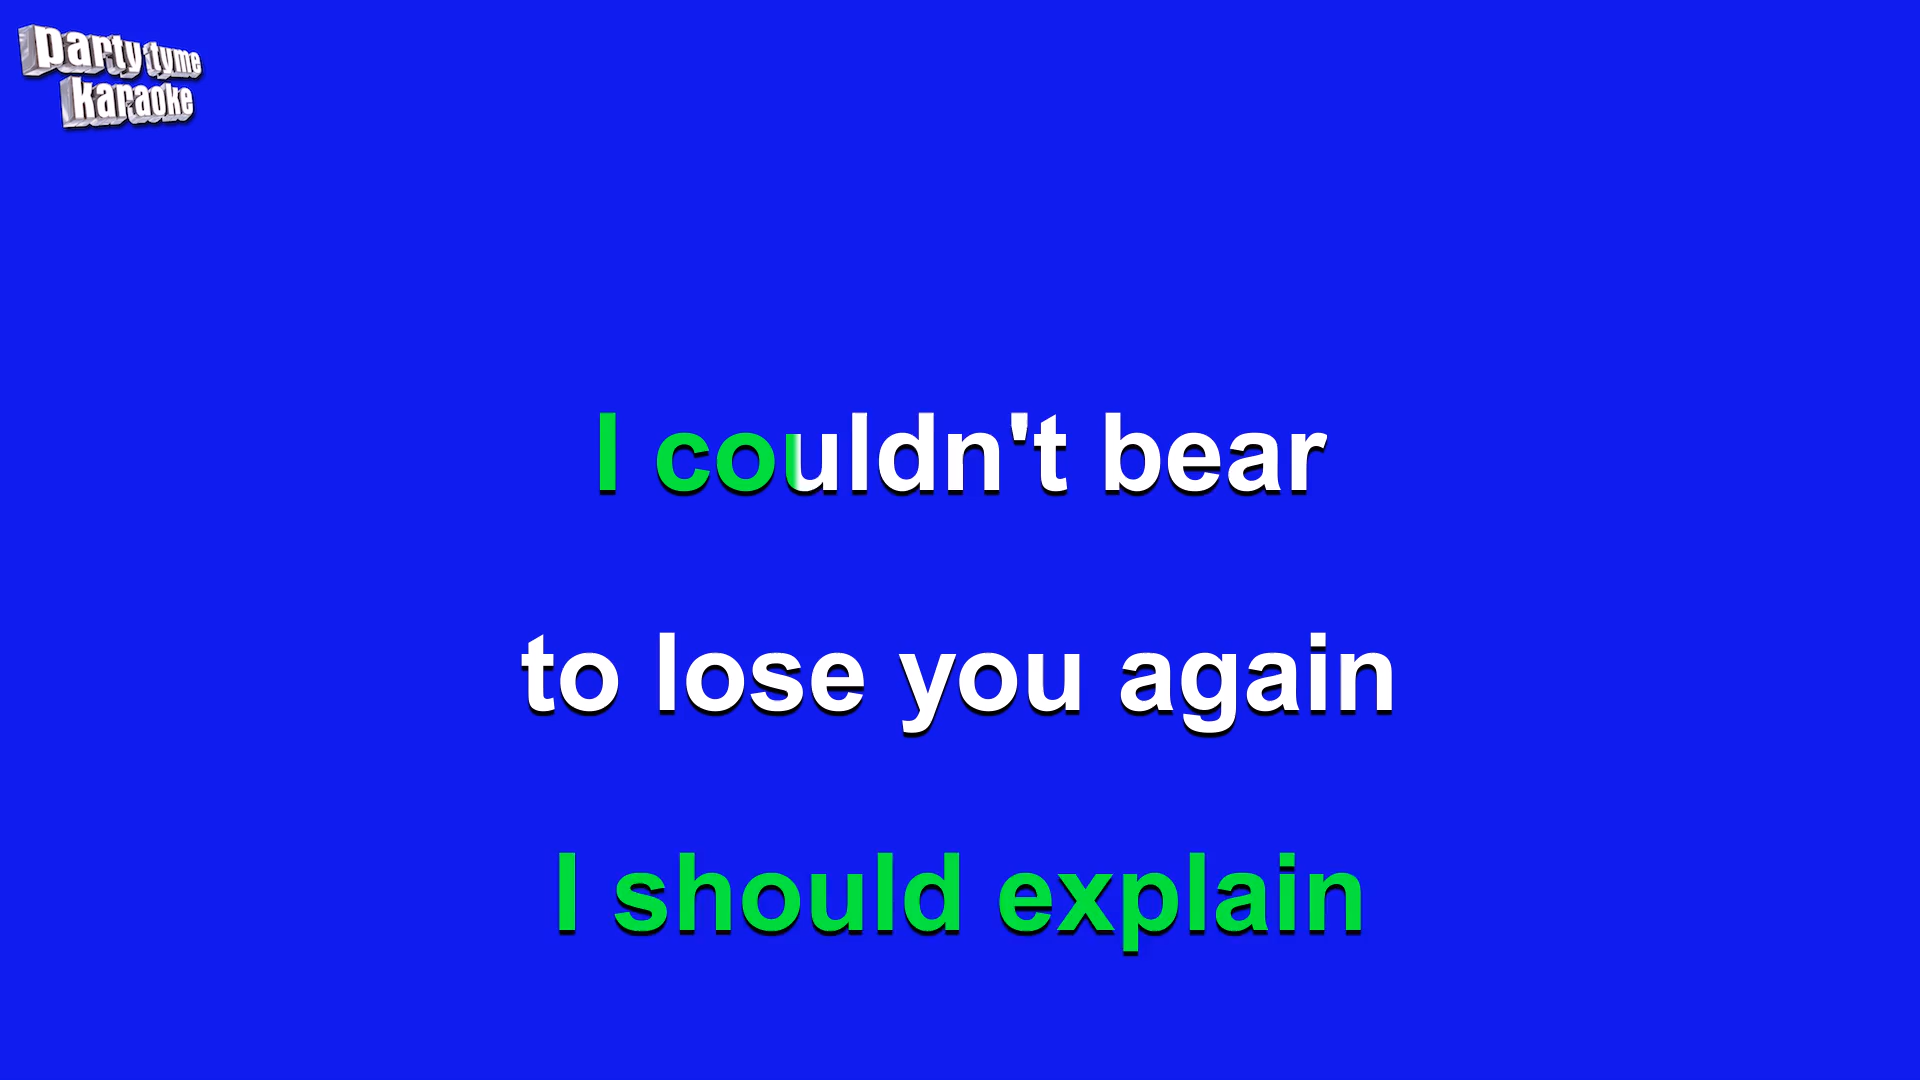 party tyme
karaoke
I couldn't bear
to lose you again
I should explain